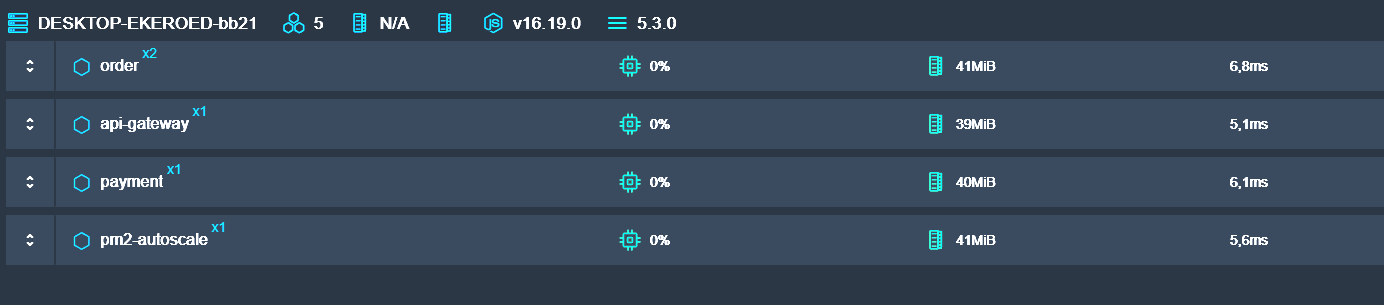 DESKTOP-EKEROED-bb21 5 N/A v16.19.0 5.3.0
order x2 0% 41MiB 6,8ms
api-gateway x1 0% 39MiB 5,1ms
payment x1 0% 40MiB 6,1ms
pm2-autoscale x1 0% 41MiB 5,6ms